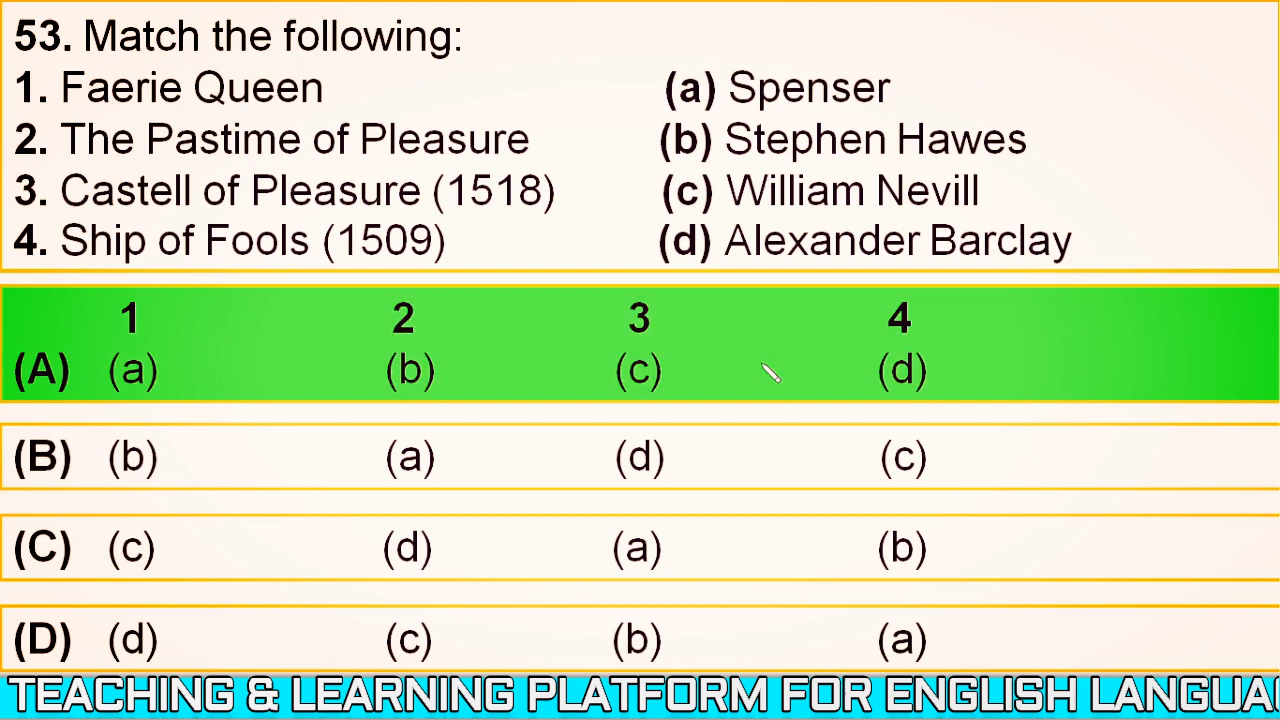 53. Match the following:
1. Faerie Queen (a) Spenser
2. The Pastime of Pleasure (b) Stephen Hawes
3. Castell of Pleasure (1518) (c) William Nevill
4. Ship of Fools (1509) (d) Alexander Barclay
1 2 3 4
(A) (a) (b) (c) (d)
(B) (b) (a) (d) (c)
(C) (c) (d) (a) (b)
(D) (d) (c) (b) (a)
TEACHING & LEARNING PLATFORM FOR ENGLISH